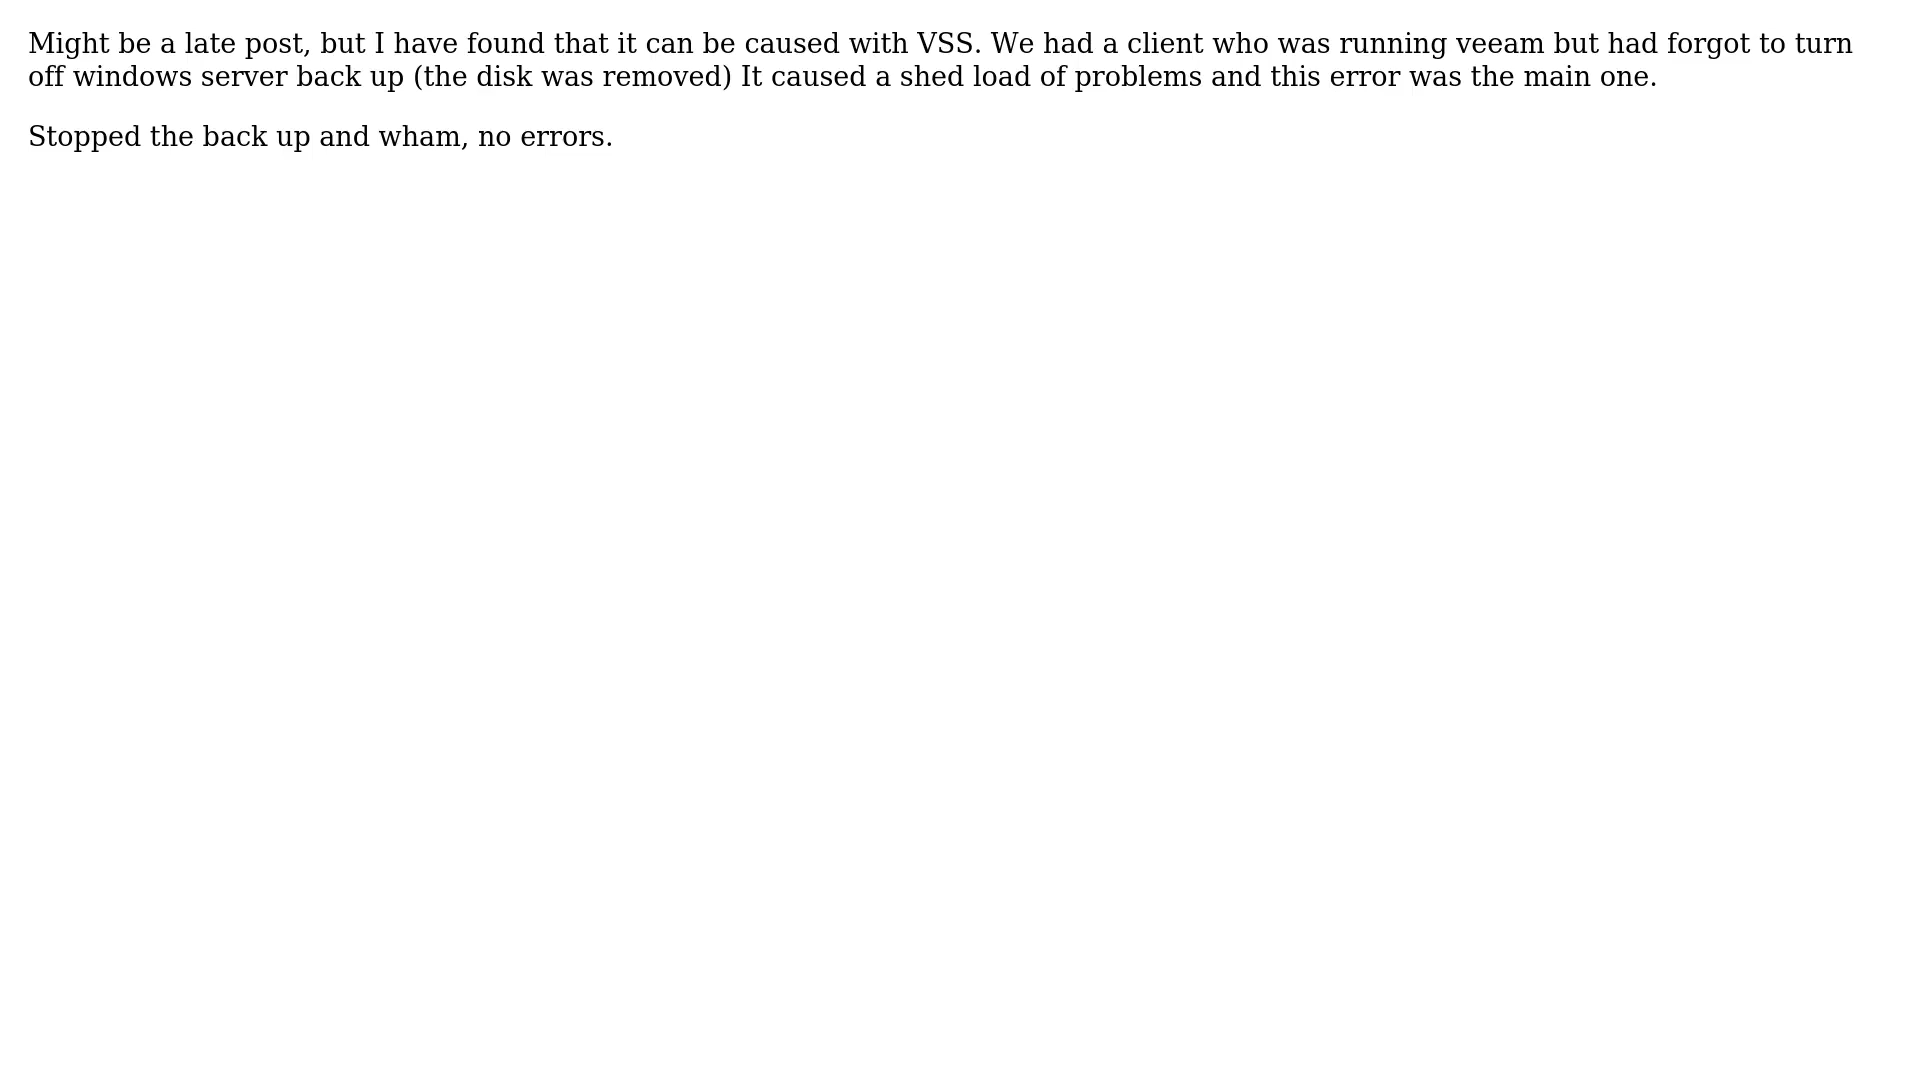 Might be a late post, but I have found that it can be caused with VSS. We had a client who was running veeam but had forgot to turn
off windows server back up (the disk was removed) It caused a shed load of problems and this error was the main one.
Stopped the back up and wham, no errors.